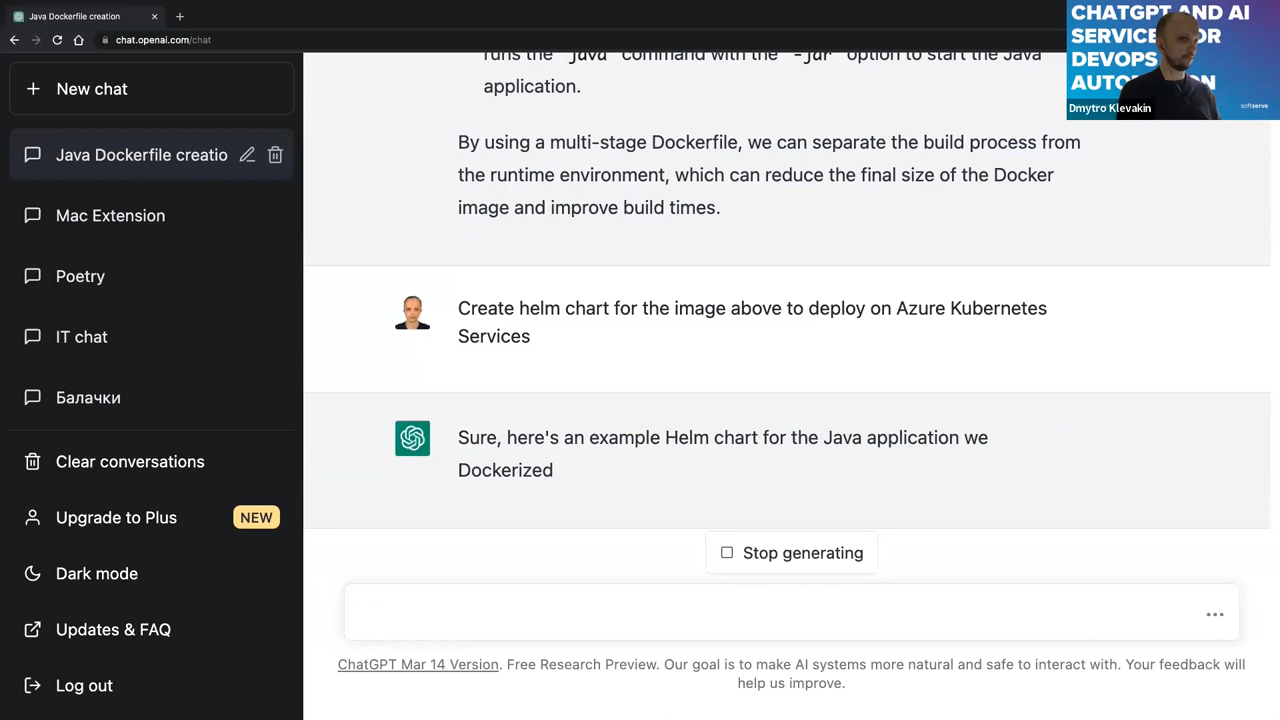 Java Dockerfile creation
chat.openai.com/chat
New chat
Java Dockerfile creatio
Mac Extension
Poetry
IT chat
Балачки
Clear conversations
Upgrade to Plus
NEW
Dark mode
Updates & FAQ
Log out
runs the java command with the -jar option to start the Java
application.
By using a multi-stage Dockerfile, we can separate the build process from
the runtime environment, which can reduce the final size of the Docker
image and improve build times.
Create helm chart for the image above to deploy on Azure Kubernetes
Services
Sure, here's an example Helm chart for the Java application we
Dockerized
Stop generating
ChatGPT Mar 14 Version. Free Research Preview. Our goal is to make AI systems more natural and safe to interact with. Your feedback will
help us improve.
CHATGPT AND AI
DEVOPS
Dmytro Klevakin
softserve